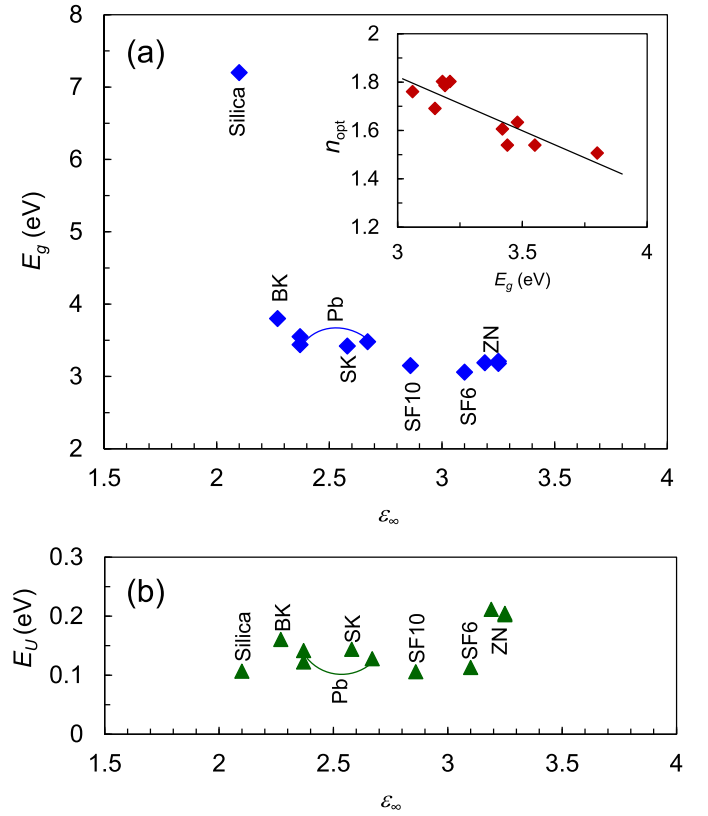 (a)
8
7
6
5
4
3
2
E_g (eV)
Silica
BK
Pb
SK
SF10
SF6
ZN
1.5 2 2.5 3 3.5 4
ε∞
2
1.8
1.6
1.4
1.2
n_opt
3 3.5 4
E_g (eV)
(b)
0.3
0.2
0.1
0
E_U (eV)
Silica
BK
Pb
SK
SF10
SF6
ZN
1.5 2 2.5 3 3.5 4
ε∞